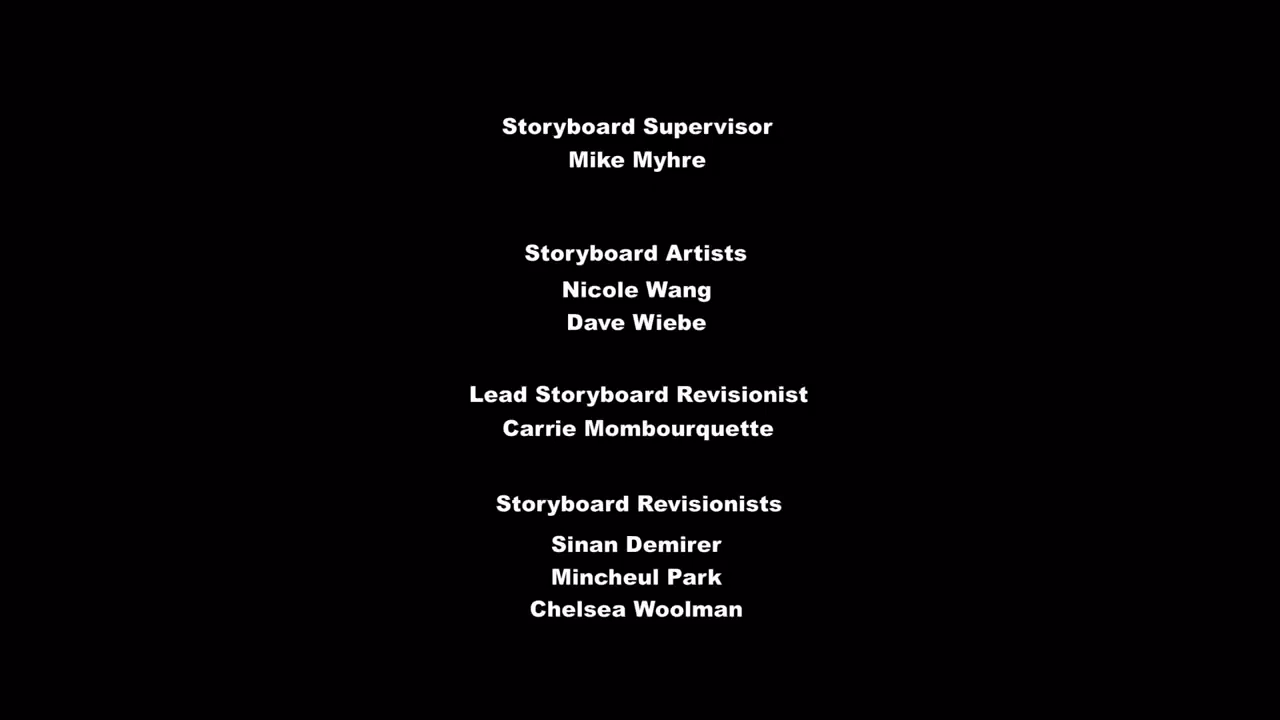 Storyboard Supervisor
Mike Myhre
Storyboard Artists
Nicole Wang
Dave Wiebe
Lead Storyboard Revisionist
Carrie Mombourquette
Storyboard Revisionists
Sinan Demirer
Mincheul Park
Chelsea Woolman